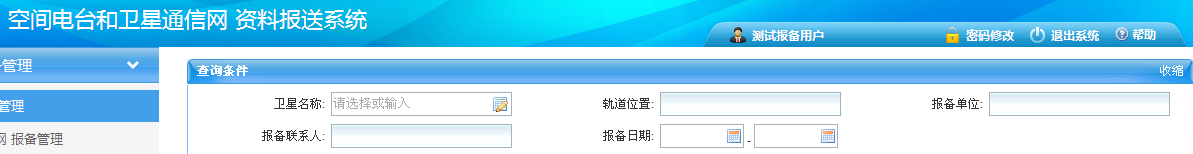 空间电台和卫星通信网 资料报送系统
测试报备用户 密码修改 退出系统 帮助
管理
查询条件 收缩
管理
卫星名称: 请选择或输入 轨道位置: 报备单位:
网 报备管理
报备联系人: 报备日期: -